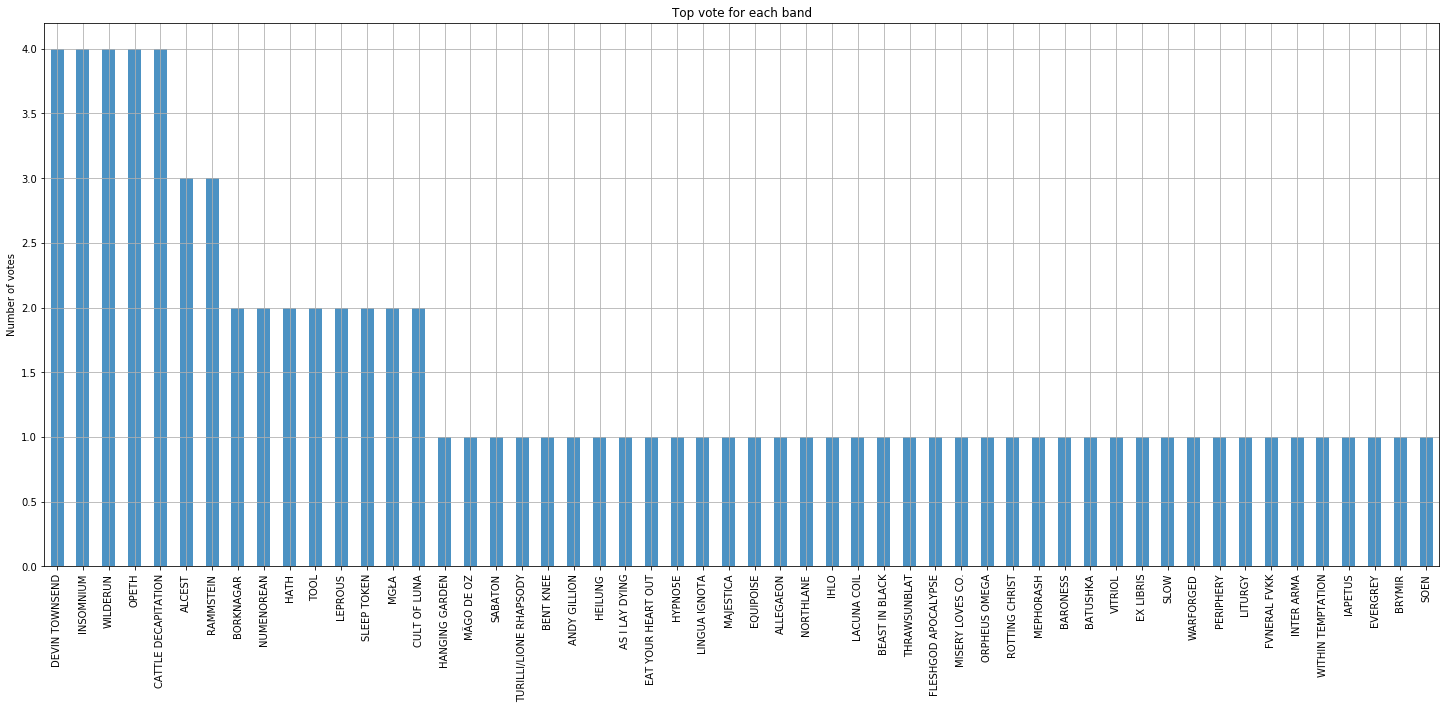 Top vote for each band
Number of votes
4.0
3.5
3.0
2.5
2.0
1.5
1.0
0.5
0.0
DEVIN TOWNSEND
INSOMNIUM
WILDERUN
OPETH
CATTLE DECAPITATION
ALCEST
RAMMSTEIN
BORKNAGAR
NUMENOREAN
HATH
TOOL
LEPROUS
SLEEP TOKEN
MGŁA
CULT OF LUNA
HANGING GARDEN
MÄGO DE OZ
SABATON
TURILLI/LIONE RHAPSODY
BENT KNEE
ANDY GILLION
HEILUNG
AS I LAY DYING
EAT YOUR HEART OUT
HYPNO5E
LINGUA IGNOTA
MAJESTICA
EQUIPOISE
ALLEGAEON
NORTHLANE
IHLO
LACUNA COIL
BEAST IN BLACK
THRAWSUNBLAT
FLESHGOD APOCALYPSE
MISERY LOVES CO.
ORPHEUS OMEGA
ROTTING CHRIST
MEPHORASH
BARONESS
BATUSHKA
VITRIOL
EX LIBRIS
SLOW
WARFORGED
PERIPHERY
LITURGY
FVNERAL FVKK
INTER ARMA
WITHIN TEMPTATION
IAPETUS
EVERGREY
BRYMIR
SOEN